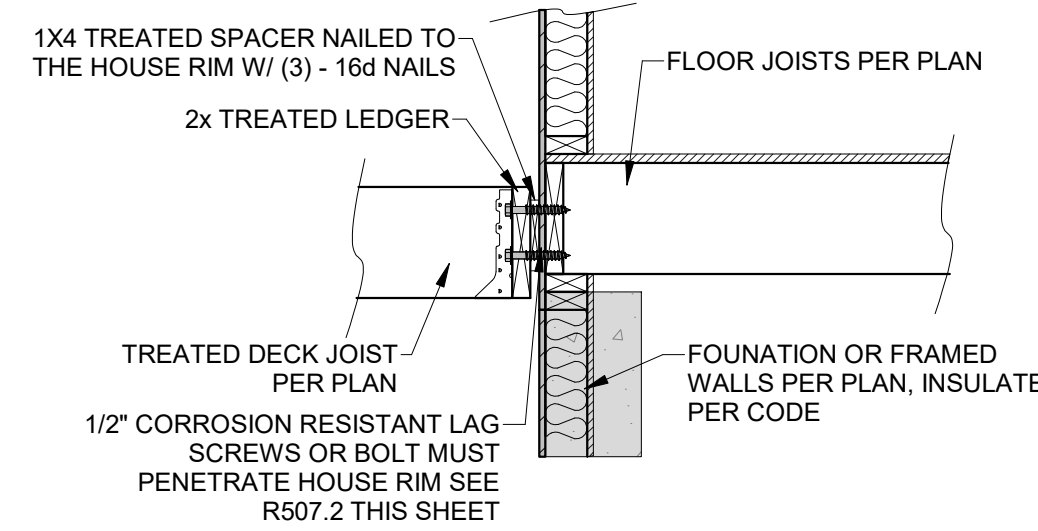 1X4 TREATED SPACER NAILED TO
THE HOUSE RIM W/ (3) - 16d NAILS
2x TREATED LEDGER
FLOOR JOISTS PER PLAN
TREATED DECK JOIST
PER PLAN
1/2" CORROSION RESISTANT LAG
SCREWS OR BOLT MUST
PENETRATE HOUSE RIM SEE
R507.2 THIS SHEET
FOUNATION OR FRAMED
WALLS PER PLAN, INSULATE
PER CODE